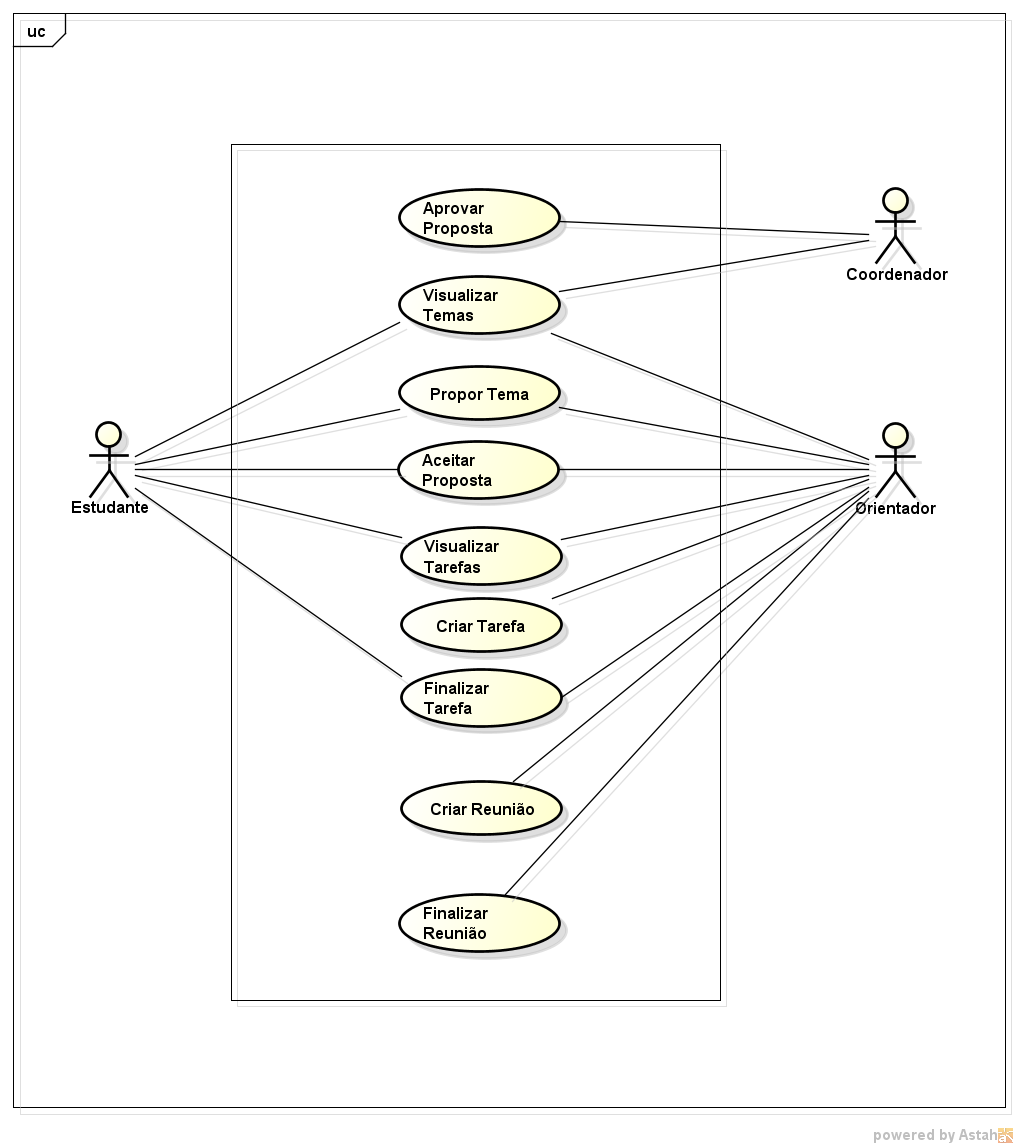 uc
Aprovar
Proposta
Coordenador
Visualizar
Temas
Propor Tema
Aceitar
Proposta
Estudante
Orientador
Visualizar
Tarefas
Criar Tarefa
Finalizar
Tarefa
Criar Reunião
Finalizar
Reunião
powered by Astah